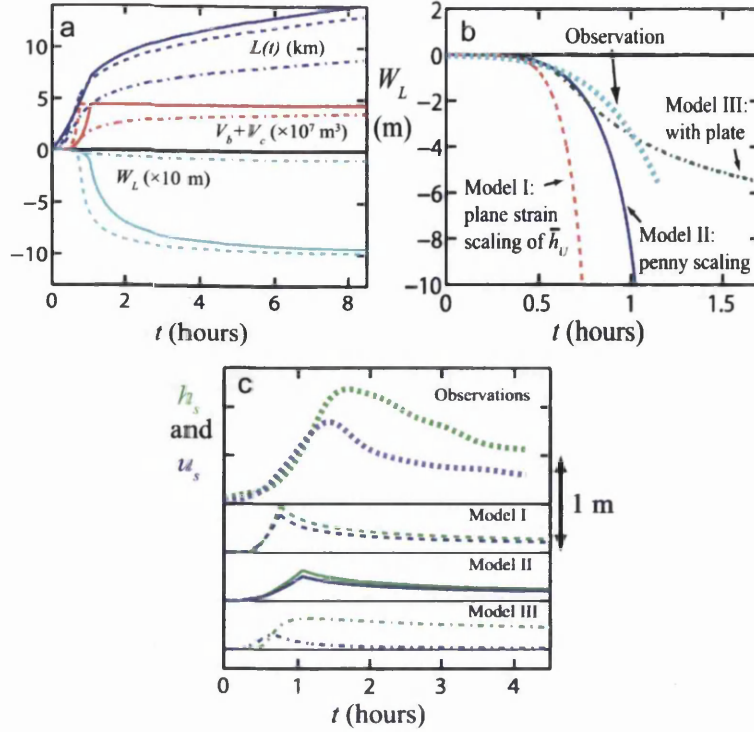 a
10
5
0
−5
−10
L(t) (km)
V_b + V_c (×10^7 m^3)
W_L (×10 m)
0 2 4 6 8
t (hours)
b
2
0
−2
−4
−6
−8
−10
W_L
(m)
Observation
Model III:
with plate
Model I:
plane strain
scaling of h̄_U
Model II:
penny scaling
0 0.5 1 1.5
t (hours)
c
h_s
and
u_s
Observations
Model I
Model II
Model III
1 m
0 1 2 3 4
t (hours)